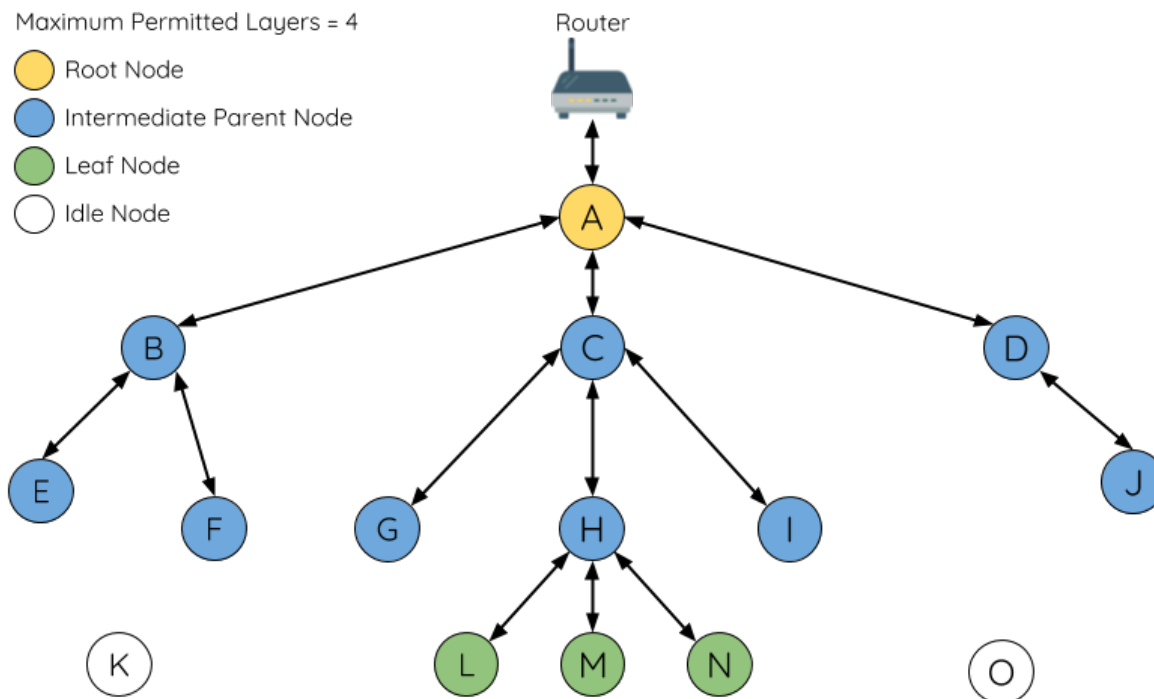 Maximum Permitted Layers = 4
Router
Root Node
Intermediate Parent Node
Leaf Node
Idle Node
A
B
C
D
E
F
G
H
I
J
K
L
M
N
O